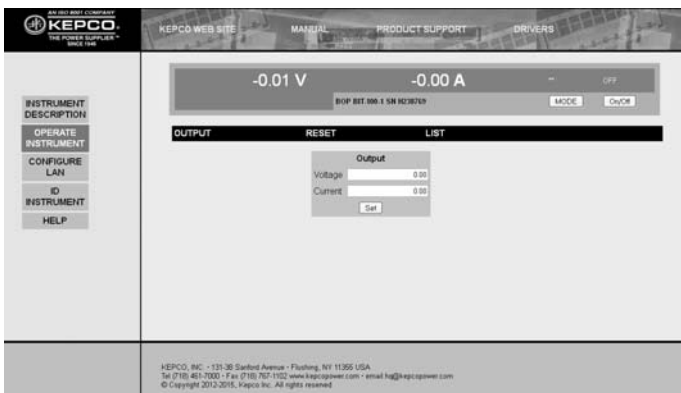 AN ISO 9001 COMPANY
KEPCO.
THE POWER SUPPLIER™
SINCE 1946
KEPCO WEB SITE MANUAL PRODUCT SUPPORT DRIVERS
-0.01 V -0.00 A -- OFF
BOP BIT SN
MODE On/Off
OUTPUT RESET LIST
INSTRUMENT DESCRIPTION
OPERATE INSTRUMENT
CONFIGURE LAN
ID INSTRUMENT
HELP
Output
Voltage 0.00
Current 0.00
Set
KEPCO, INC. - 131-38 Sanford Avenue - Flushing, NY 11355 USA
Tel (718) 461-7000 - Fax (718) 767-1102 www.kepcopower.com - email hq@kepcopower.com
© Copyright 2012-2015, Kepco Inc. All rights reserved